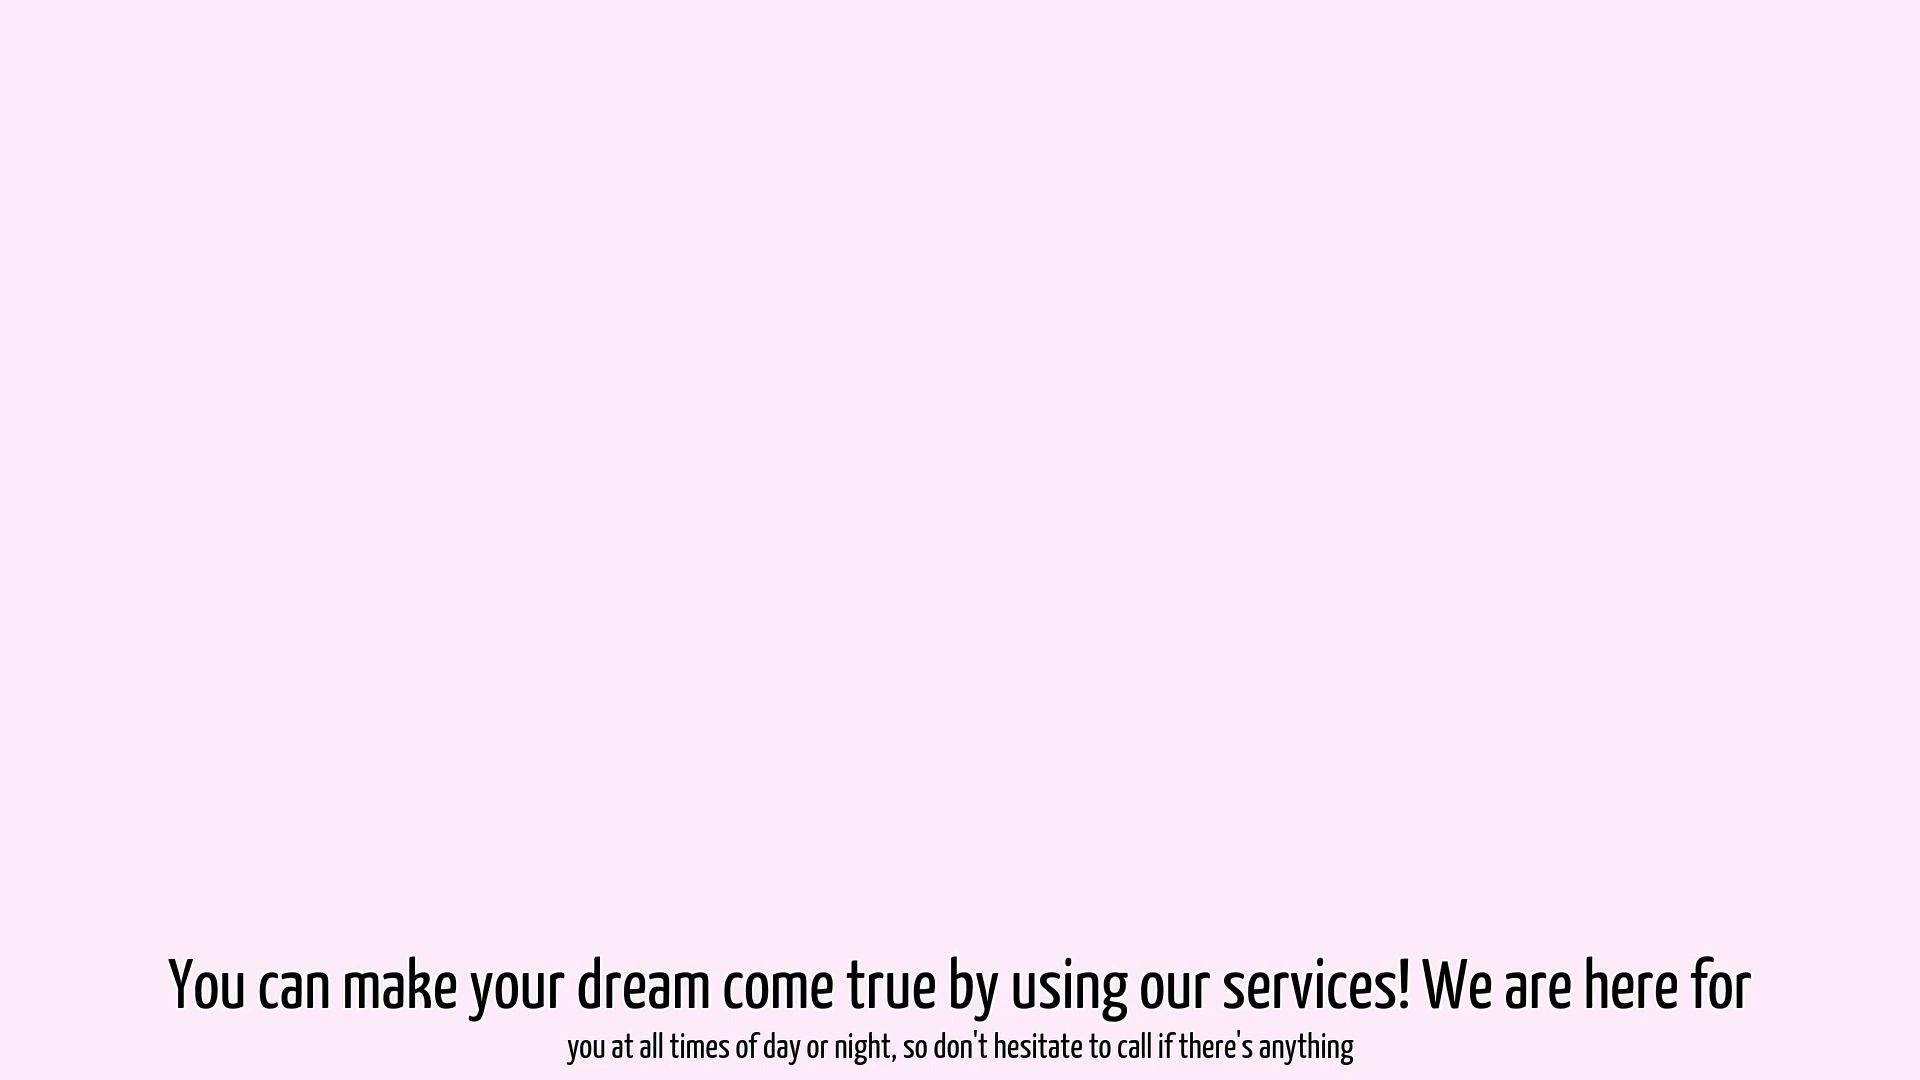 You can make your dream come true by using our services! We are here for
you at all times of day or night, so don't hesitate to call if there's anything